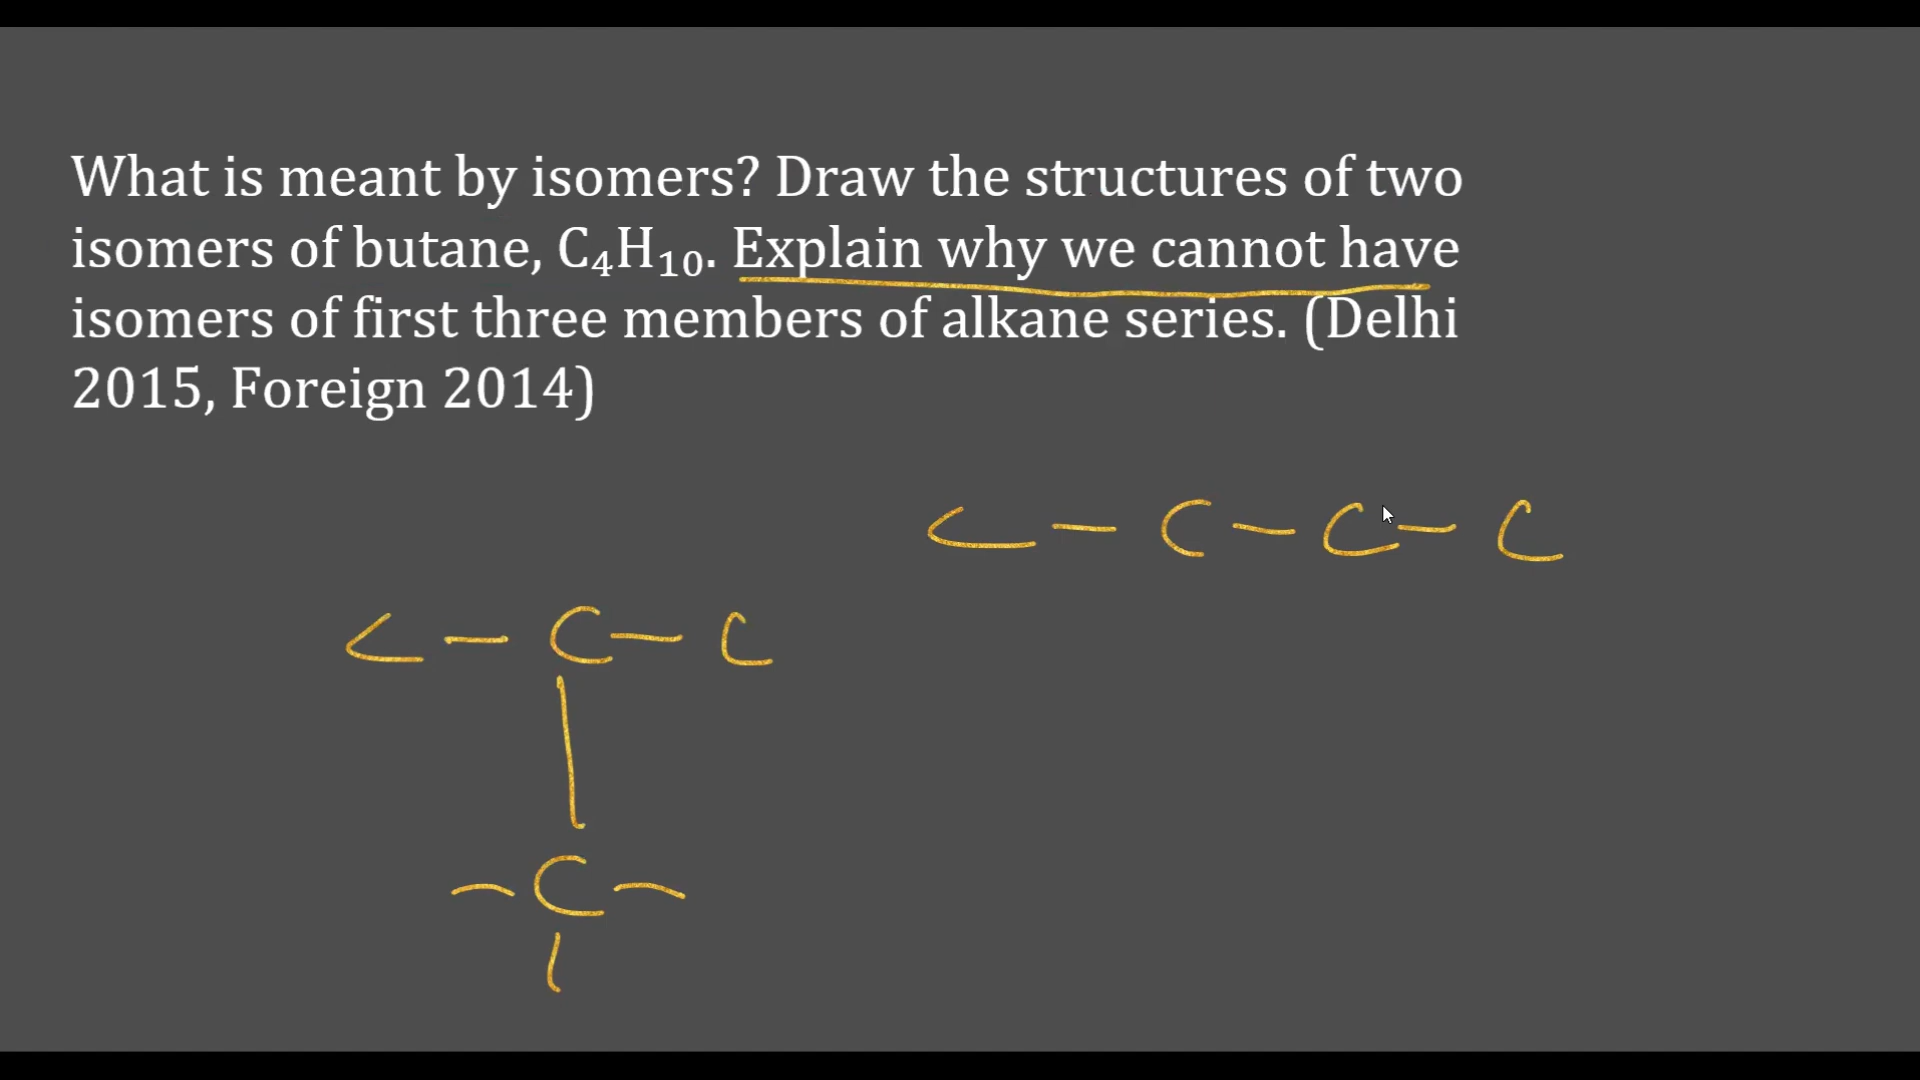 What is meant by isomers? Draw the structures of two
isomers of butane, C₄H₁₀. Explain why we cannot have
isomers of first three members of alkane series. (Delhi
2015, Foreign 2014)
C - C - C - C
C - C - C
|
- C -
|